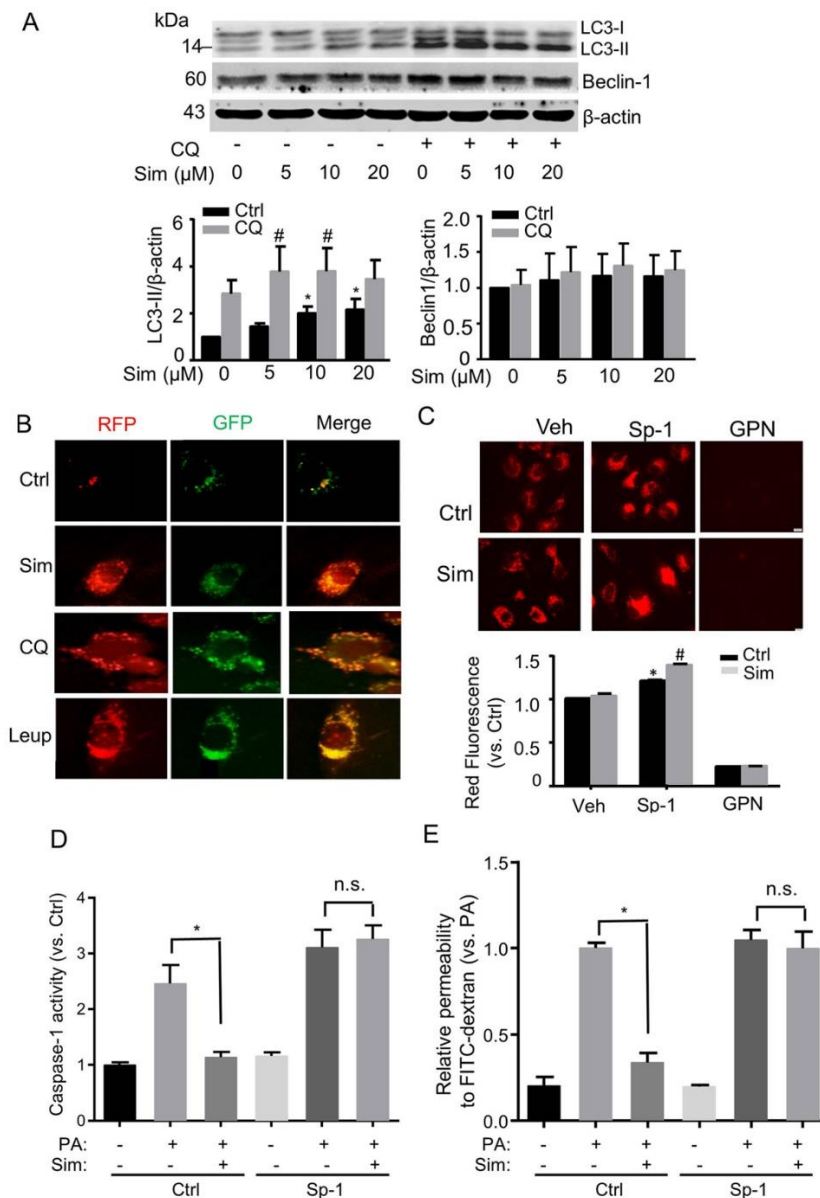 A
kDa
LC3-I
14
LC3-II
60
Beclin-1
43
β-actin
CQ - - - - + + + +
Sim (µM) 0 5 10 20 0 5 10 20
LC3-II/β-actin
6
4
2
0
Ctrl
CQ
#
#
*
*
0 5 10 20
Sim (µM)
Beclin1/β-actin
2.0
1.5
1.0
0.5
0.0
Ctrl
CQ
0 5 10 20
Sim (µM)
B
RFP GFP Merge
Ctrl
Sim
CQ
Leup
C
Veh Sp-1 GPN
Ctrl
Sim
Red Fluorescence
(vs. Ctrl)
1.5
1.0
0
Ctrl
Sim
*
#
Veh Sp-1 GPN
D
Caspase-1 activity (vs. Ctrl)
4
3
2
1
0
*
n.s.
PA: - + + - + +
Sim: - - + - - +
Ctrl Sp-1
E
Relative permeability
to FITC-dextran (vs. PA)
1.5
1.0
0.5
0.0
*
n.s.
PA: - + + - + +
Sim: - - + - - +
Ctrl Sp-1